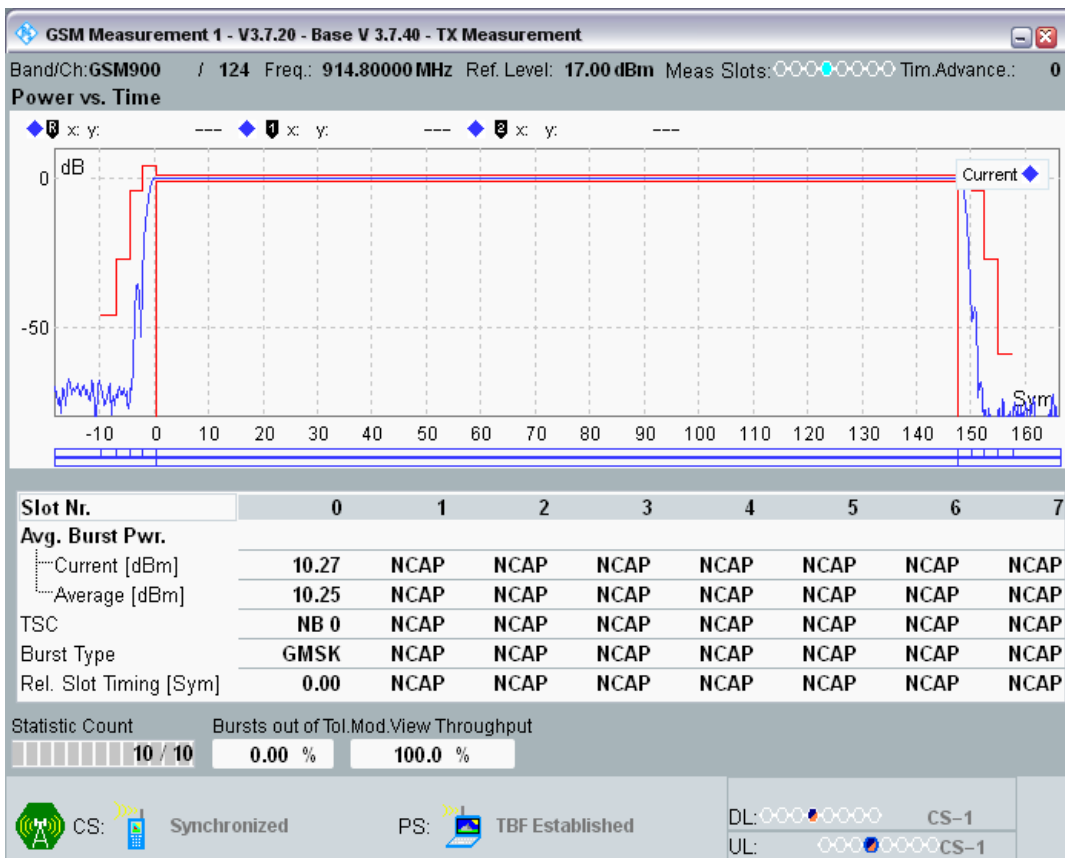 GSM Measurement 1 - V3.7.20 - Base V 3.7.40 - TX Measurement
Band/Ch:GSM900 / 124 Freq.: 914.80000 MHz Ref. Level: 17.00 dBm Meas Slots: Tim.Advance.: 0
Power vs. Time
R x: y: --- 1 x: y: --- 2 x: y: ---
dB
Current
0
-50
Sym
-10 0 10 20 30 40 50 60 70 80 90 100 110 120 130 140 150 160
Slot Nr. 0 1 2 3 4 5 6 7
Avg. Burst Pwr.
Current [dBm] 10.27 NCAP NCAP NCAP NCAP NCAP NCAP NCAP
Average [dBm] 10.25 NCAP NCAP NCAP NCAP NCAP NCAP NCAP
TSC NB 0 NCAP NCAP NCAP NCAP NCAP NCAP NCAP
Burst Type GMSK NCAP NCAP NCAP NCAP NCAP NCAP NCAP
Rel. Slot Timing [Sym] 0.00 NCAP NCAP NCAP NCAP NCAP NCAP NCAP
Statistic Count Bursts out of Tol.Mod.View Throughput
10 / 10 0.00 % 100.0 %
CS: Synchronized PS: TBF Established DL: CS-1
UL: CS-1